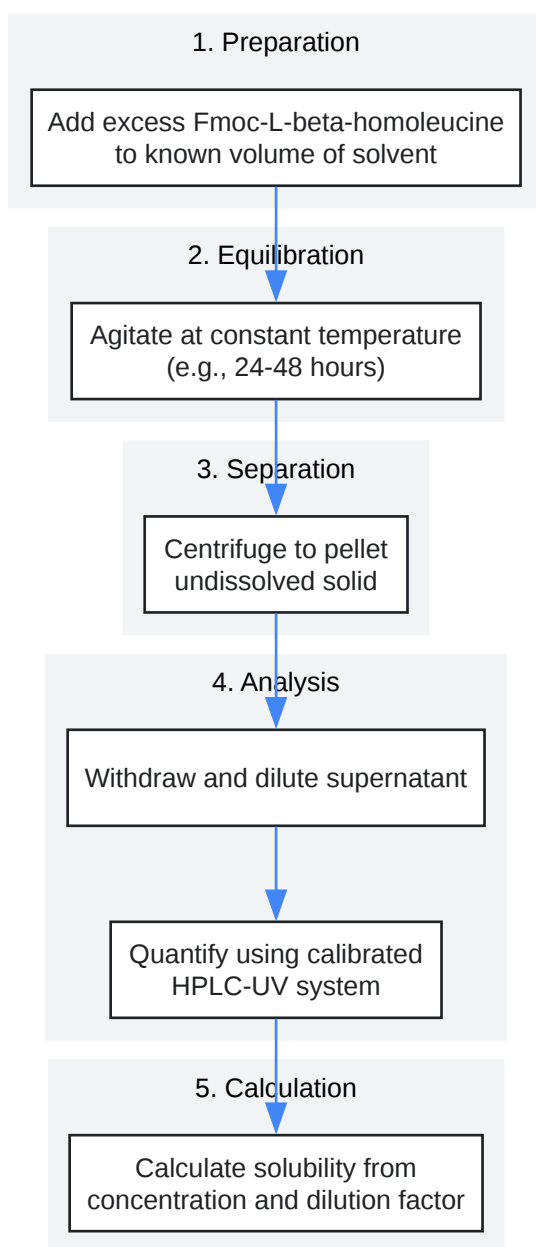 1. Preparation
Add excess Fmoc-L-beta-homoleucine
to known volume of solvent
2. Equilibration
Agitate at constant temperature
(e.g., 24-48 hours)
3. Separation
Centrifuge to pellet
undissolved solid
4. Analysis
Withdraw and dilute supernatant
Quantify using calibrated
HPLC-UV system
5. Calculation
Calculate solubility from
concentration and dilution factor